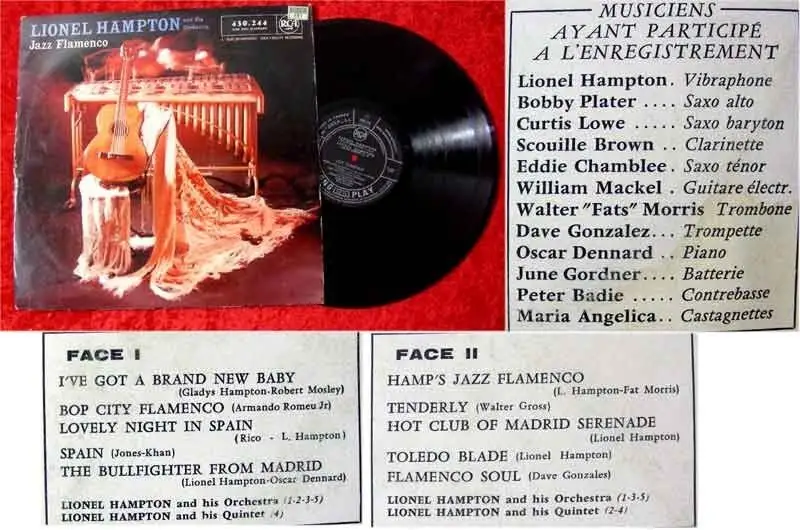 LIONEL HAMPTON and his Orchestra
Jazz Flamenco
430.244
RCA
LONG PLAY
MUSICIENS
AYANT PARTICIPÉ
A L'ENREGISTREMENT
Lionel Hampton. Vibraphone
Bobby Plater .... Saxo alto
Curtis Lowe .. Saxo baryton
Scouille Brown .. Clarinette
Eddie Chamblee. Saxo ténor
William Mackel . Guitare électr.
Walter "Fats" Morris Trombone
Dave Gonzalez... Trompette
Oscar Dennard .. Piano
June Gordner.... Batterie
Peter Badie ..... Contrebasse
Maria Angelica.. Castagnettes
FACE I
I'VE GOT A BRAND NEW BABY
(Gladys Hampton-Robert Mosley)
BOP CITY FLAMENCO (Armando Romeu Jr)
LOVELY NIGHT IN SPAIN
(Rico - L. Hampton)
SPAIN (Jones-Khan)
THE BULLFIGHTER FROM MADRID
(Lionel Hampton-Oscar Dennard)
LIONEL HAMPTON and his Orchestra (1-2-3-5)
LIONEL HAMPTON and his Quintet (4)
FACE II
HAMP'S JAZZ FLAMENCO
(L. Hampton-Fat Morris)
TENDERLY (Walter Gross)
HOT CLUB OF MADRID SERENADE
(Lionel Hampton)
TOLEDO BLADE (Lionel Hampton)
FLAMENCO SOUL (Dave Gonzales)
LIONEL HAMPTON and his Orchestra (1-3-5)
LIONEL HAMPTON and his Quintet (2-4)